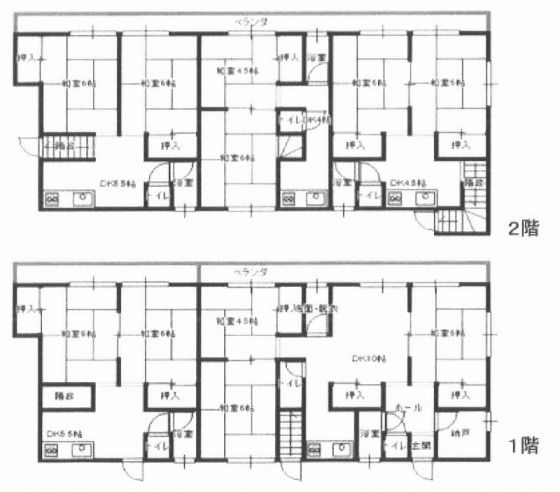 ベランダ
押入
和室6帖
和室6帖
和室4.5帖
押入
浴室
和室6帖
和室6帖
トイレ
DK4帖
階段
押入
和室6帖
押入
押入
DK5.5帖
トイレ
浴室
浴室
トイレ
DK4.5帖
階段
2階
ベランダ
押入
和室6帖
和室6帖
和室4.5帖
押入
洗面・脱衣
和室6帖
DK10帖
トイレ
階段
押入
和室6帖
押入
ホール
押入
DK5.5帖
トイレ
浴室
浴室
トイレ
玄関
納戸
1階